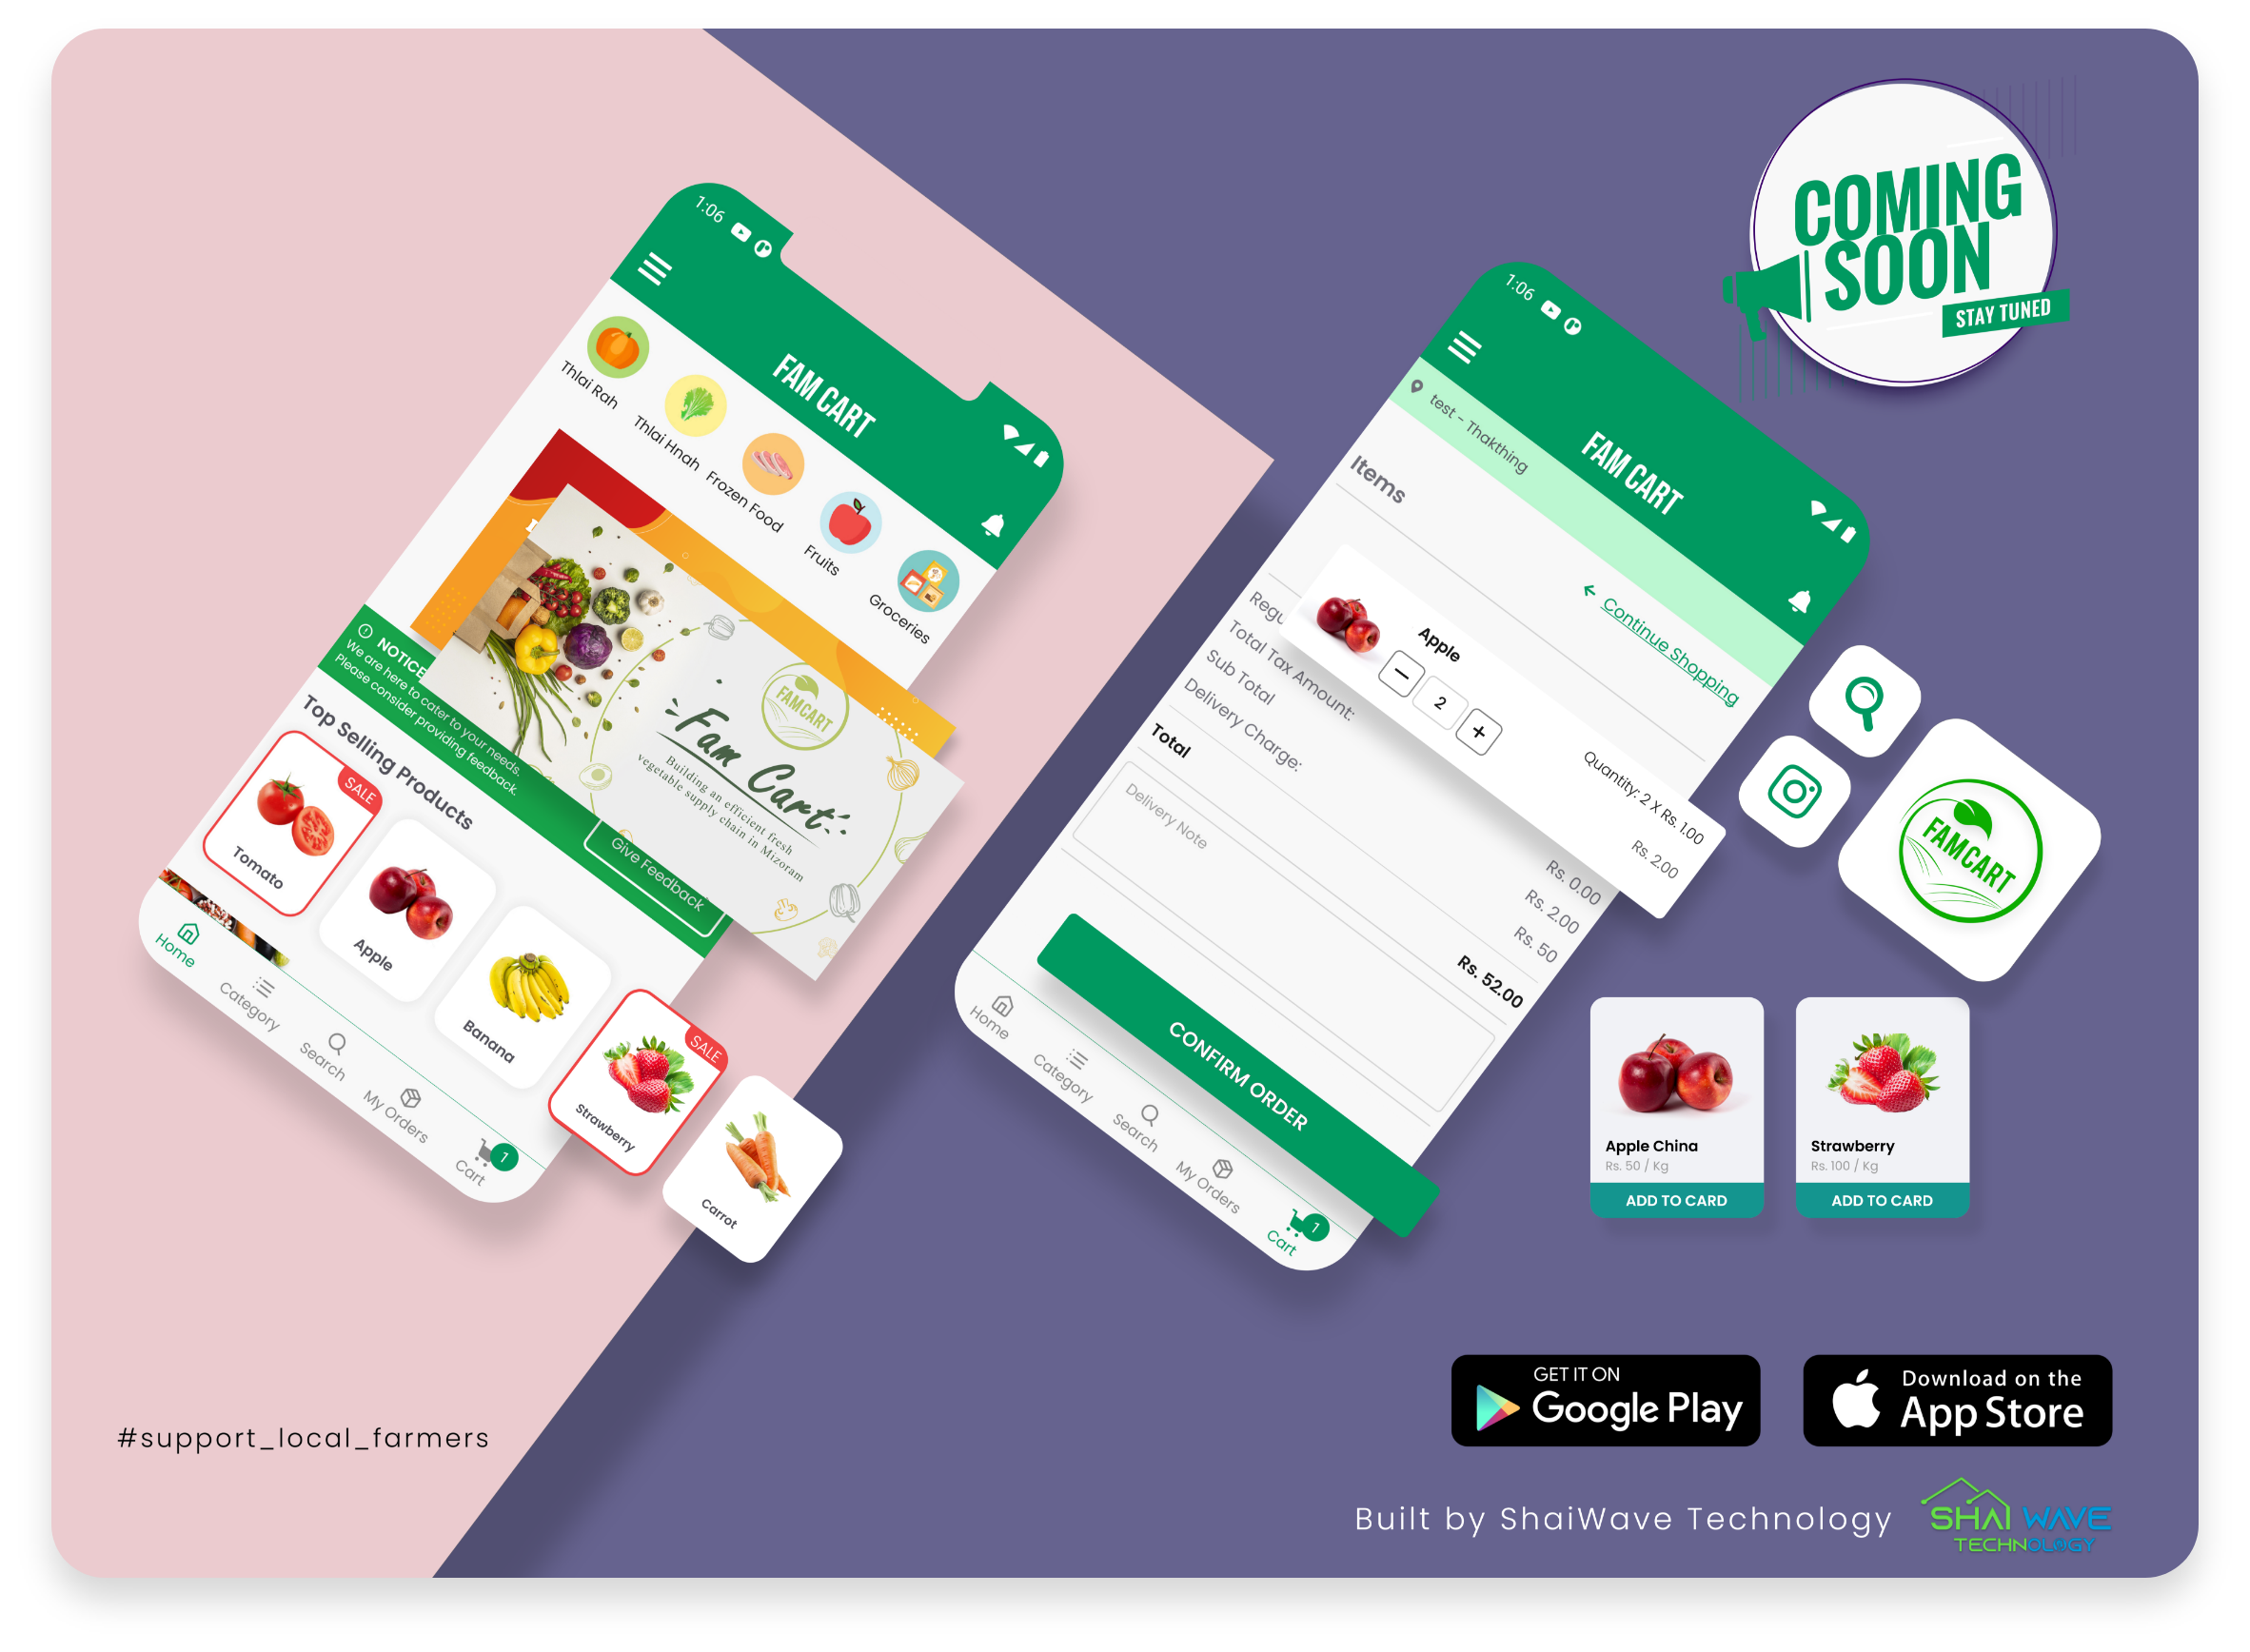 1:06
FAM CART
Thlai Rah
Thlai Hnah
Frozen Food
Fruits
Groceries
FAMCART
Fam Cart
Building an efficient fresh
vegetable supply chain in Mizoram
NOTICE
We are here to cater to your needs.
Please consider providing feedback.
Give Feedback
Top Selling Products
SALE
Tomato
Apple
Banana
SALE
Strawberry
Carrot
Home
Category
Search
My Orders
Cart
1
1:06
FAM CART
test - Thakthing
Items
Continue Shopping
Apple
2
Quantity: 2 X Rs. 1.00
Rs. 2.00
Total Tax Amount:
Rs. 0.00
Sub Total
Rs. 2.00
Delivery Charge:
Rs. 50
Total
Rs. 52.00
Delivery Note
CONFIRM ORDER
Home
Category
Search
My Orders
Cart
1
COMING
SOON
STAY TUNED
FAMCART
Apple China
Rs. 50 / Kg
ADD TO CARD
Strawberry
Rs. 100 / Kg
ADD TO CARD
GET IT ON
Google Play
Download on the
App Store
#support_local_farmers
Built by ShaiWave Technology
SHAI WAVE
TECHNOLOGY